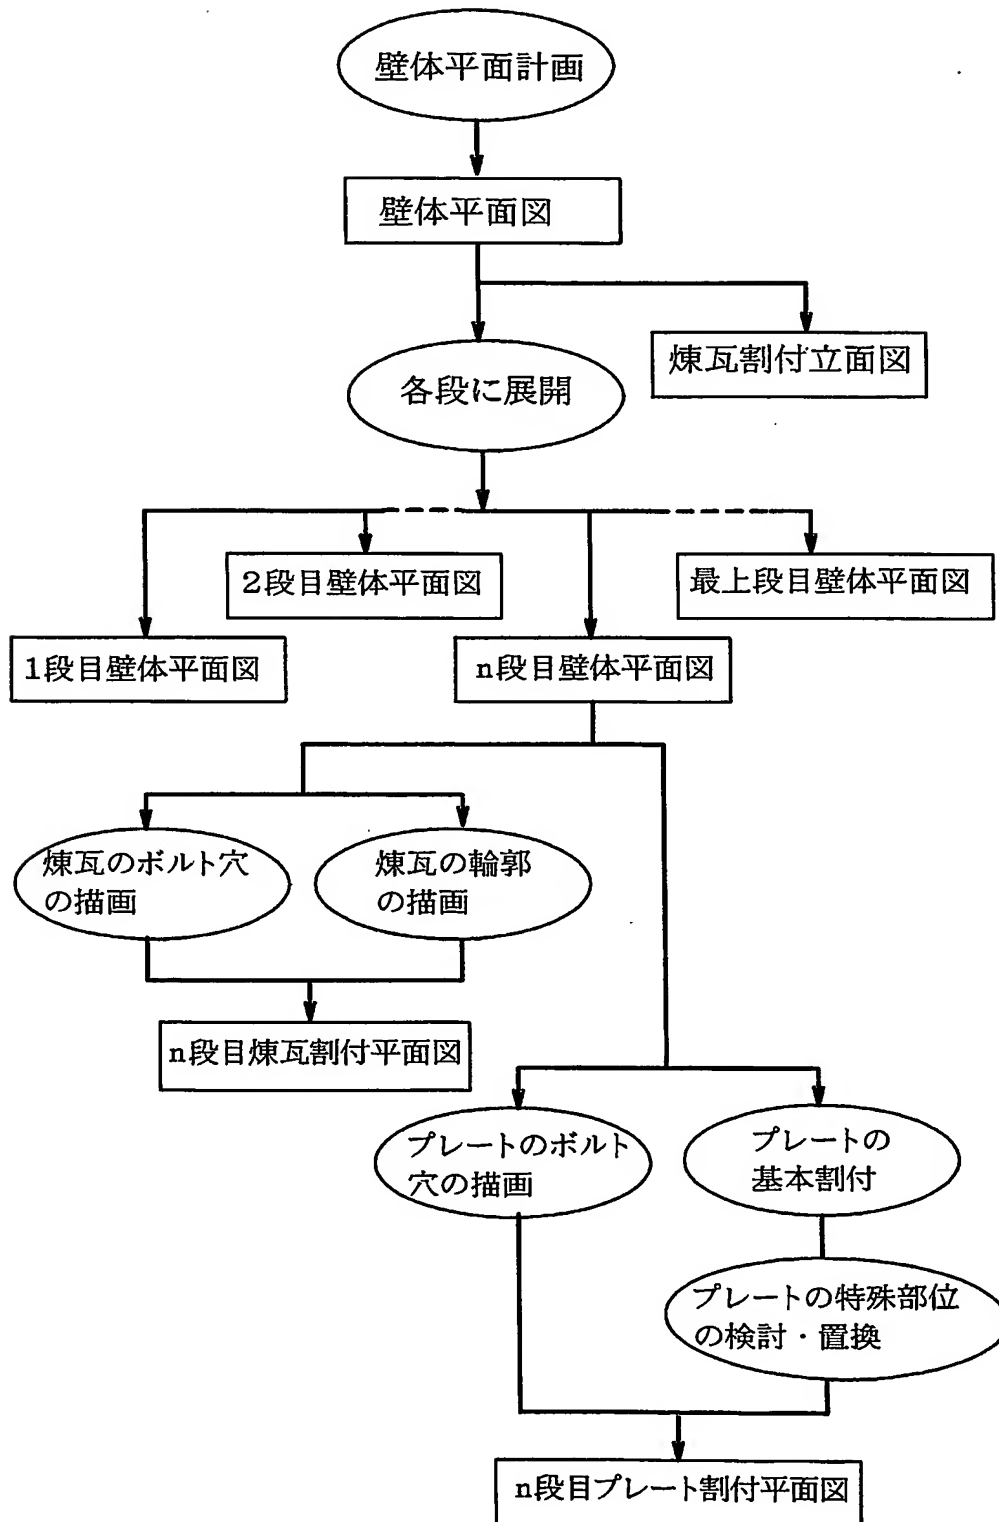 壁体平面計画
壁体平面図
煉瓦割付立面図
各段に展開
2段目壁体平面図
最上段目壁体平面図
1段目壁体平面図
n段目壁体平面図
煉瓦のボルト穴
の描画
煉瓦の輪郭
の描画
n段目煉瓦割付平面図
プレートのボルト
穴の描画
プレートの
基本割付
プレートの特殊部位
の検討・置換
n段目プレート割付平面図